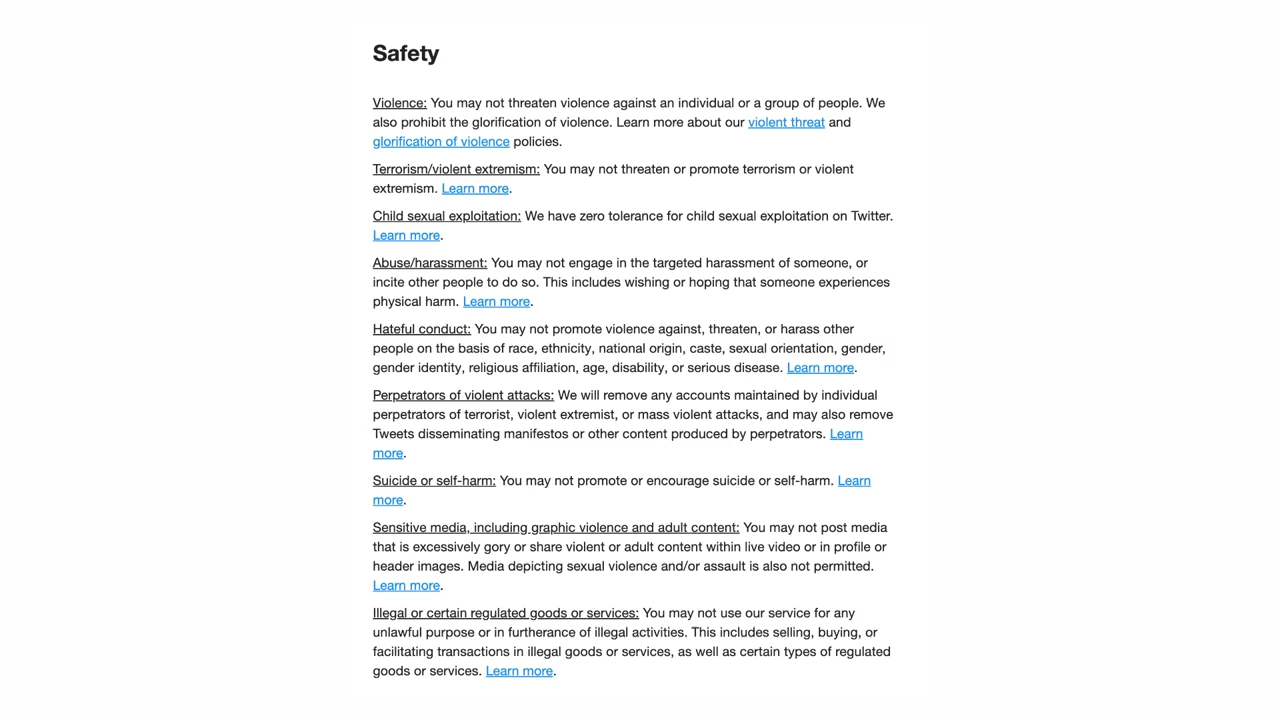 Safety
Violence: You may not threaten violence against an individual or a group of people. We
also prohibit the glorification of violence. Learn more about our violent threat and
glorification of violence policies.
Terrorism/violent extremism: You may not threaten or promote terrorism or violent
extremism. Learn more.
Child sexual exploitation: We have zero tolerance for child sexual exploitation on Twitter.
Learn more.
Abuse/harassment: You may not engage in the targeted harassment of someone, or
incite other people to do so. This includes wishing or hoping that someone experiences
physical harm. Learn more.
Hateful conduct: You may not promote violence against, threaten, or harass other
people on the basis of race, ethnicity, national origin, caste, sexual orientation, gender,
gender identity, religious affiliation, age, disability, or serious disease. Learn more.
Perpetrators of violent attacks: We will remove any accounts maintained by individual
perpetrators of terrorist, violent extremist, or mass violent attacks, and may also remove
Tweets disseminating manifestos or other content produced by perpetrators. Learn
more.
Suicide or self-harm: You may not promote or encourage suicide or self-harm. Learn
more.
Sensitive media, including graphic violence and adult content: You may not post media
that is excessively gory or share violent or adult content within live video or in profile or
header images. Media depicting sexual violence and/or assault is also not permitted.
Learn more.
Illegal or certain regulated goods or services: You may not use our service for any
unlawful purpose or in furtherance of illegal activities. This includes selling, buying, or
facilitating transactions in illegal goods or services, as well as certain types of regulated
goods or services. Learn more.